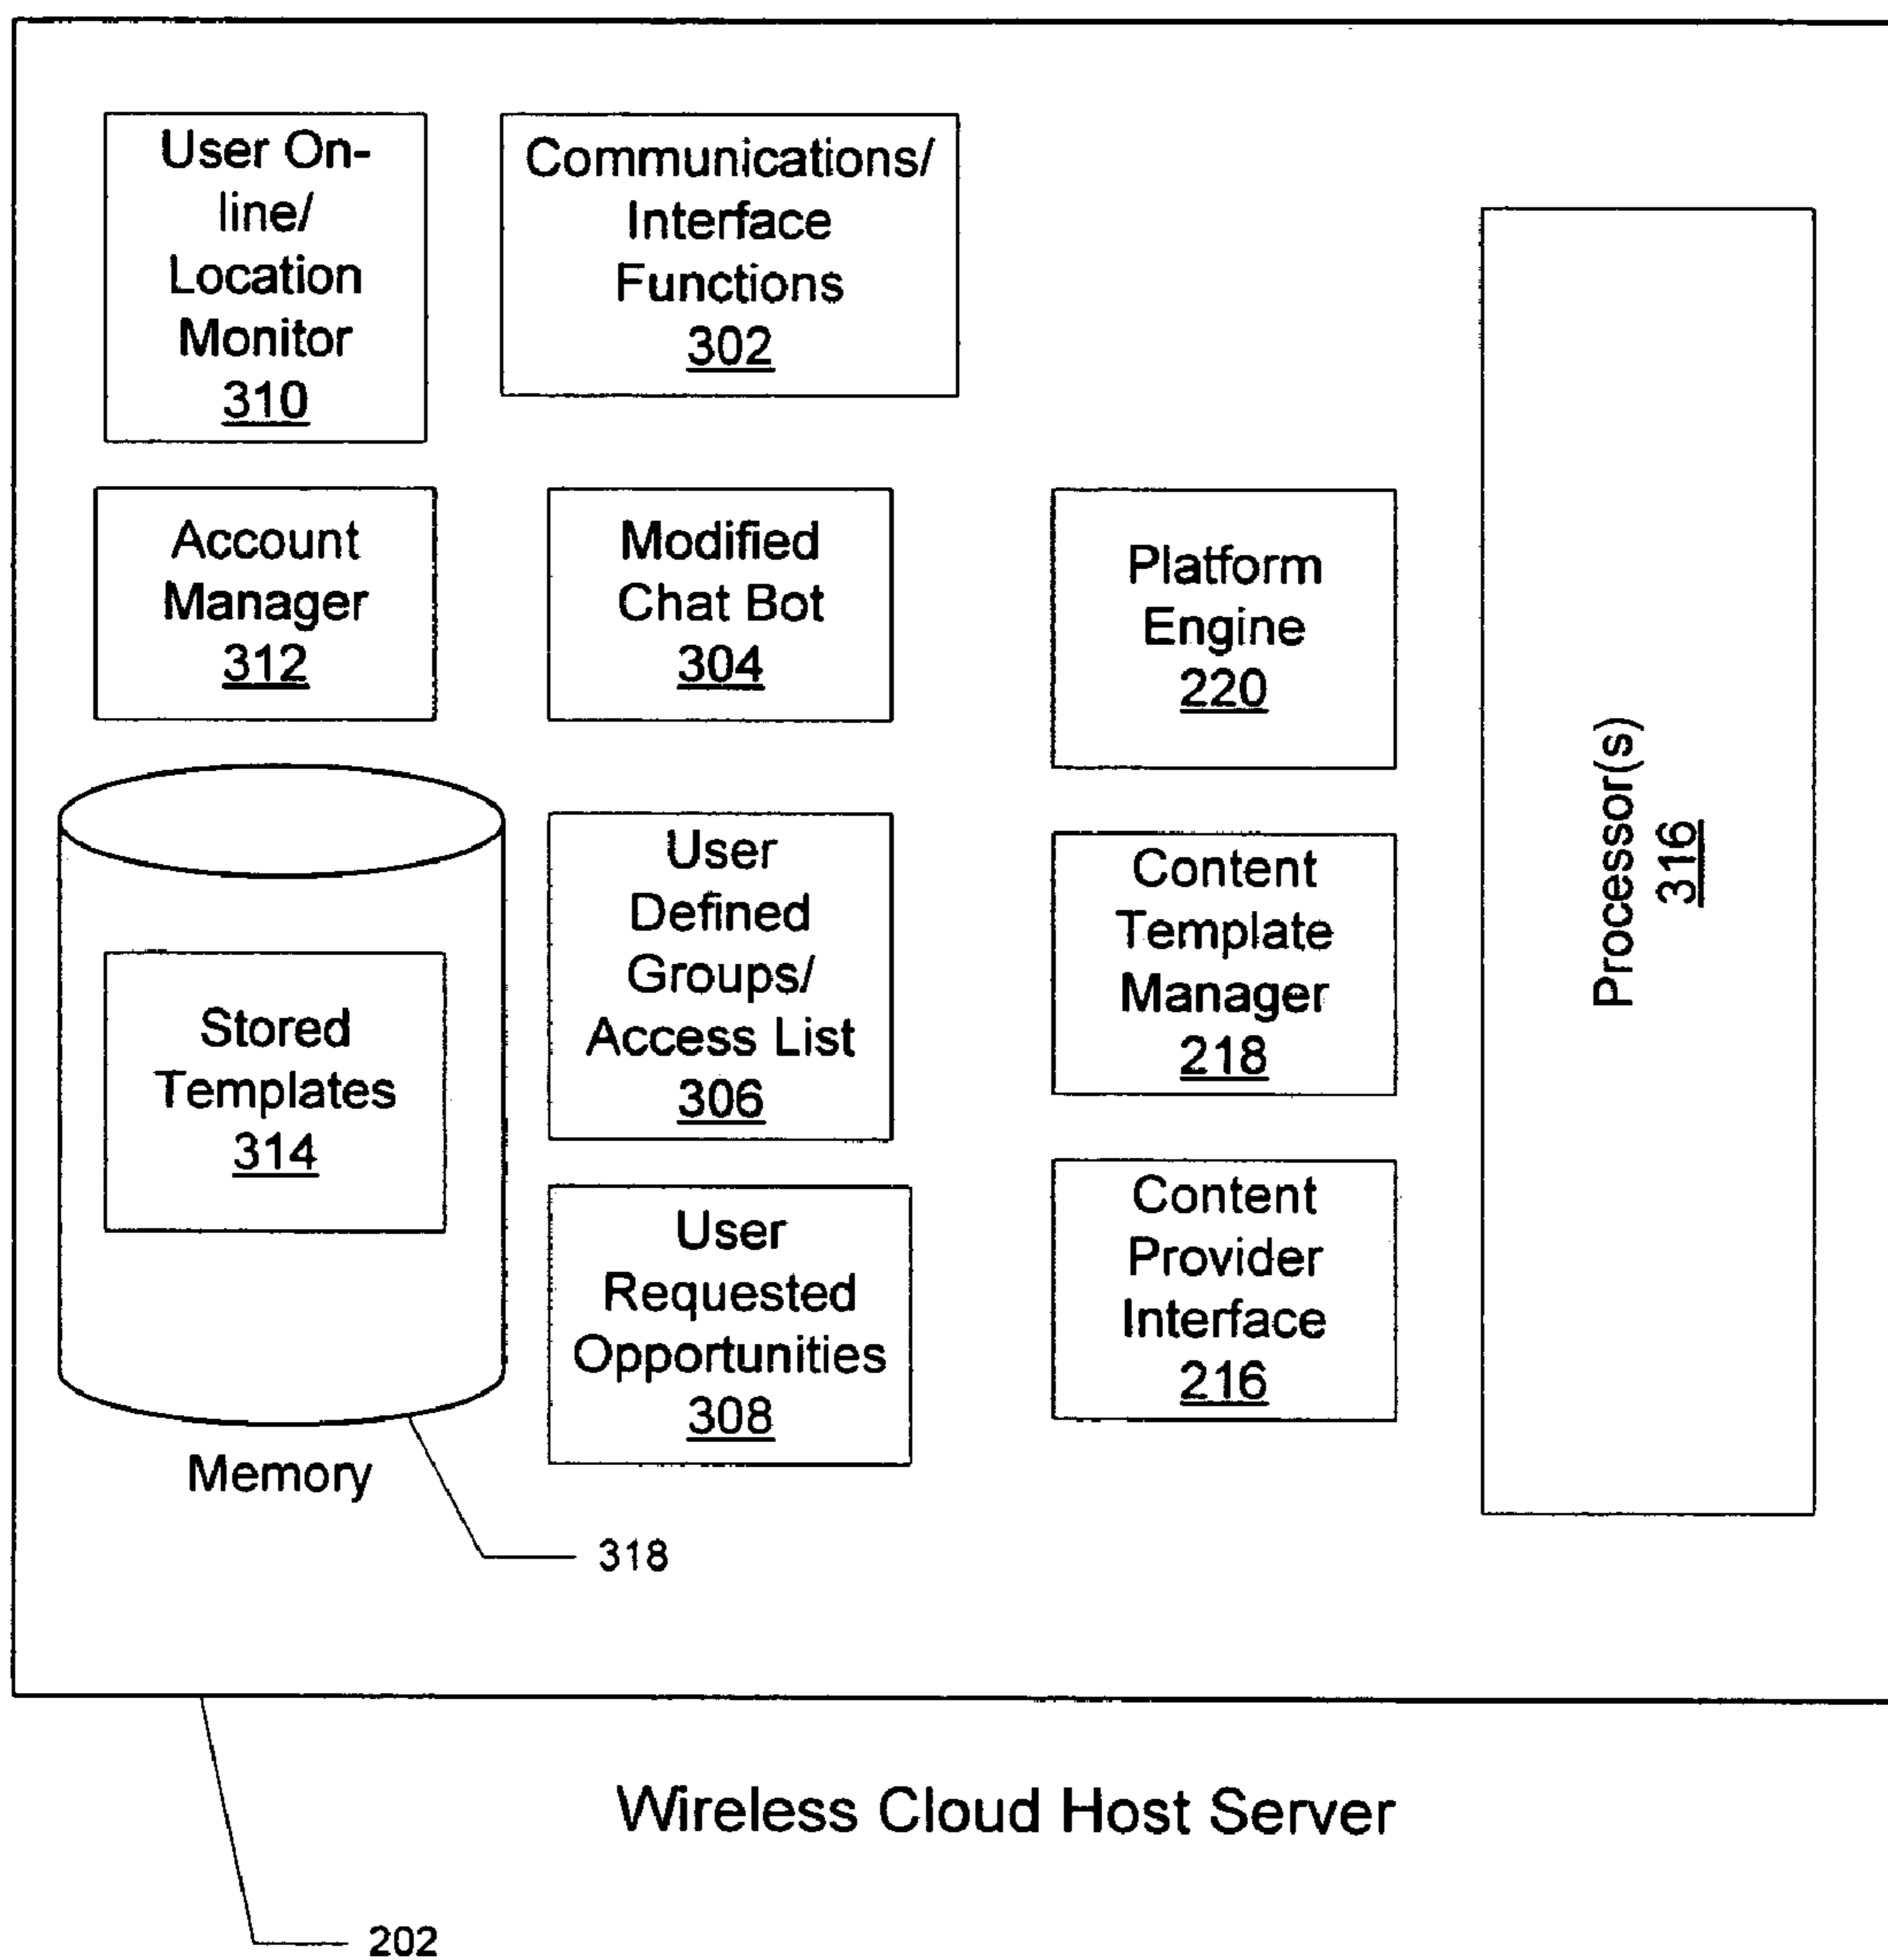 User On-
line/
Location
Monitor
310
Communications/
Interface
Functions
302
Account
Manager
312
Modified
Chat Bot
304
Platform
Engine
220
Processor(s)
316
Stored
Templates
314
Memory
318
User
Defined
Groups/
Access List
306
Content
Template
Manager
218
User
Requested
Opportunities
308
Content
Provider
Interface
216
Wireless Cloud Host Server
202